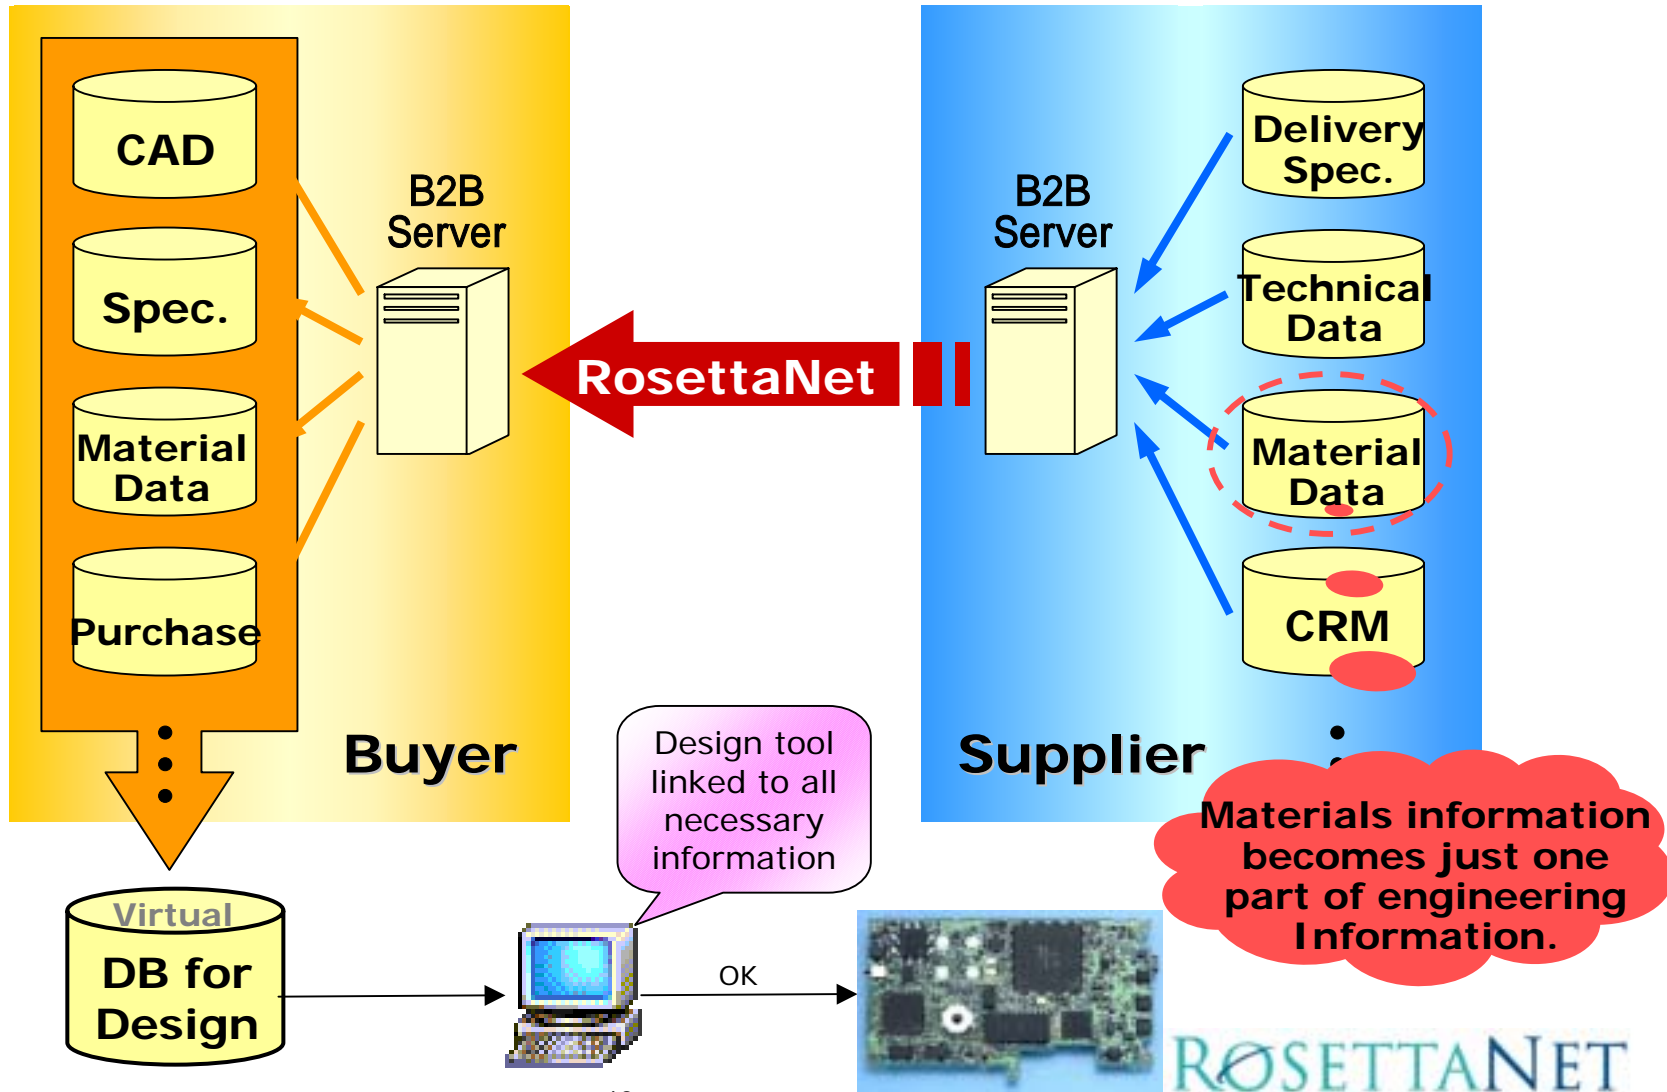 CAD
Spec.
Material
Data
Purchase
B2B
Server
Buyer
RosettaNet
B2B
Server
Supplier
Delivery
Spec.
Technical
Data
Material
Data
CRM
Materials information
becomes just one
part of engineering
Information.
Design tool
linked to all
necessary
information
Virtual
DB for
Design
OK
ROSETTANET